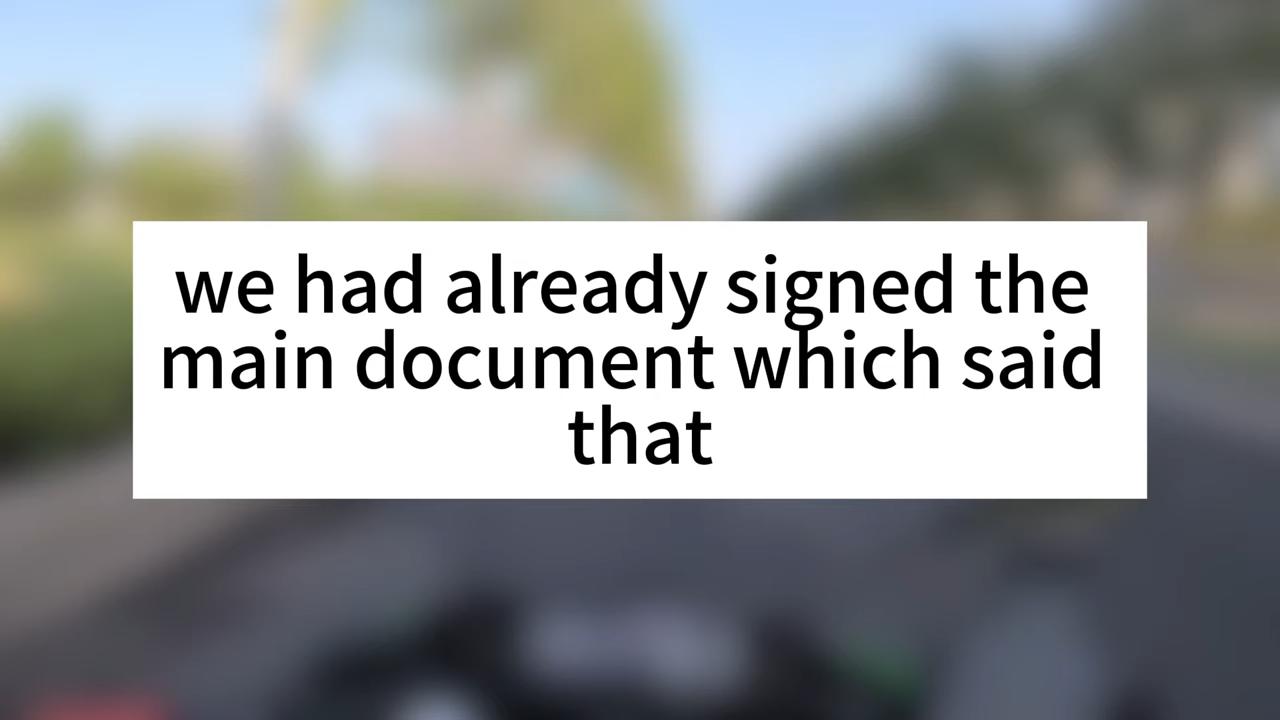 we had already signed the
main document which said
that